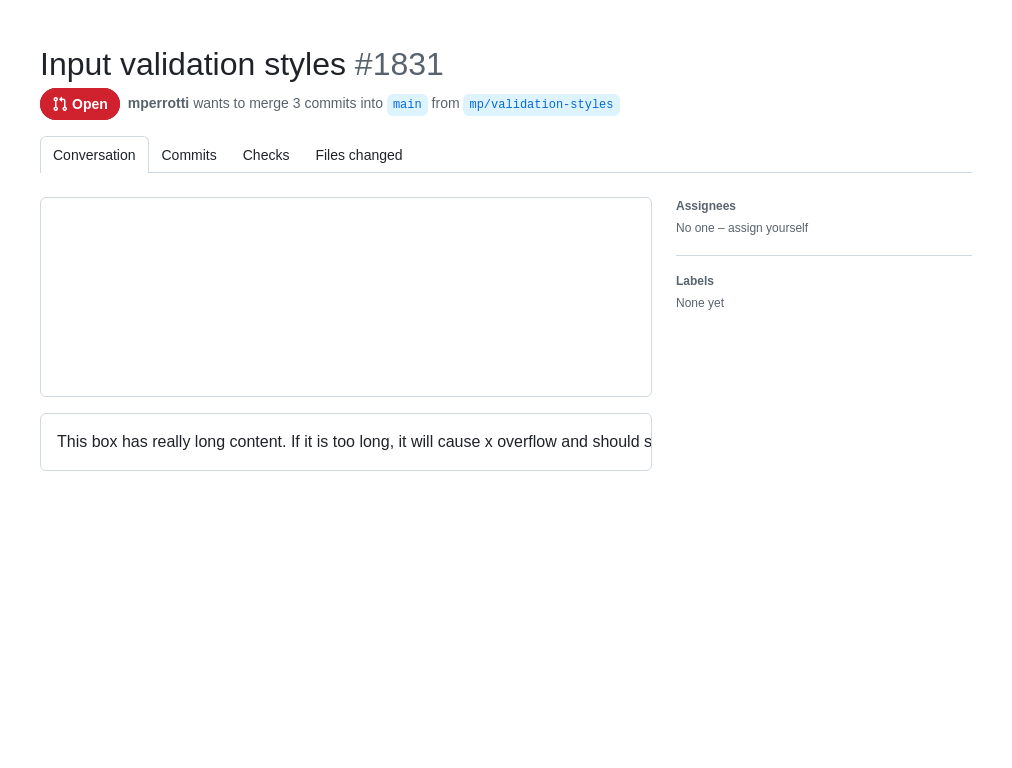 Input validation styles #1831
Open mperrotti wants to merge 3 commits into main from mp/validation-styles
Conversation Commits Checks Files changed
Assignees
No one – assign yourself
Labels
None yet
This box has really long content. If it is too long, it will cause x overflow and should s